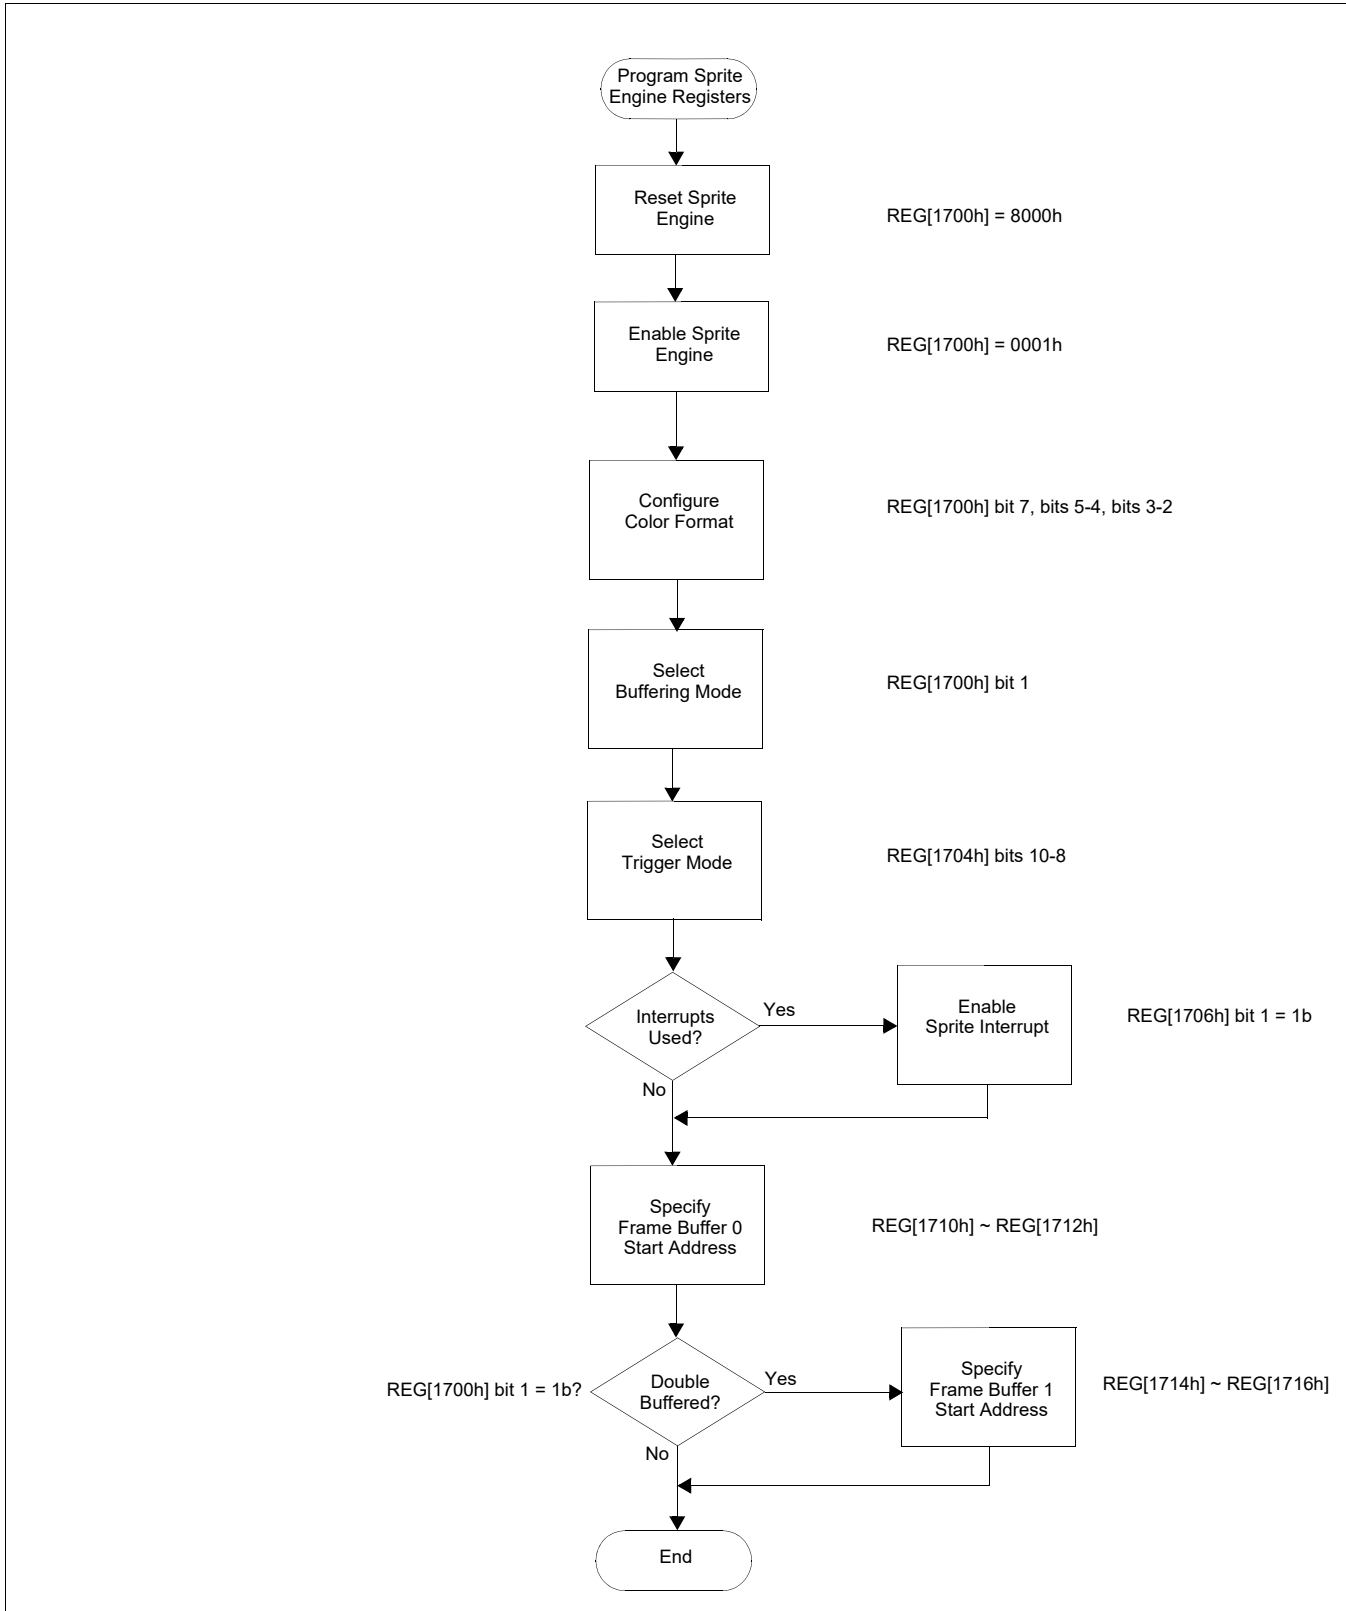 Program Sprite
Engine Registers
Reset Sprite
Engine
REG[1700h] = 8000h
Enable Sprite
Engine
REG[1700h] = 0001h
Configure
Color Format
REG[1700h] bit 7, bits 5-4, bits 3-2
Select
Buffering Mode
REG[1700h] bit 1
Select
Trigger Mode
REG[1704h] bits 10-8
Interrupts
Used?
Yes
Enable
Sprite Interrupt
REG[1706h] bit 1 = 1b
No
Specify
Frame Buffer 0
Start Address
REG[1710h] ~ REG[1712h]
REG[1700h] bit 1 = 1b?
Double
Buffered?
Yes
Specify
Frame Buffer 1
Start Address
REG[1714h] ~ REG[1716h]
No
End